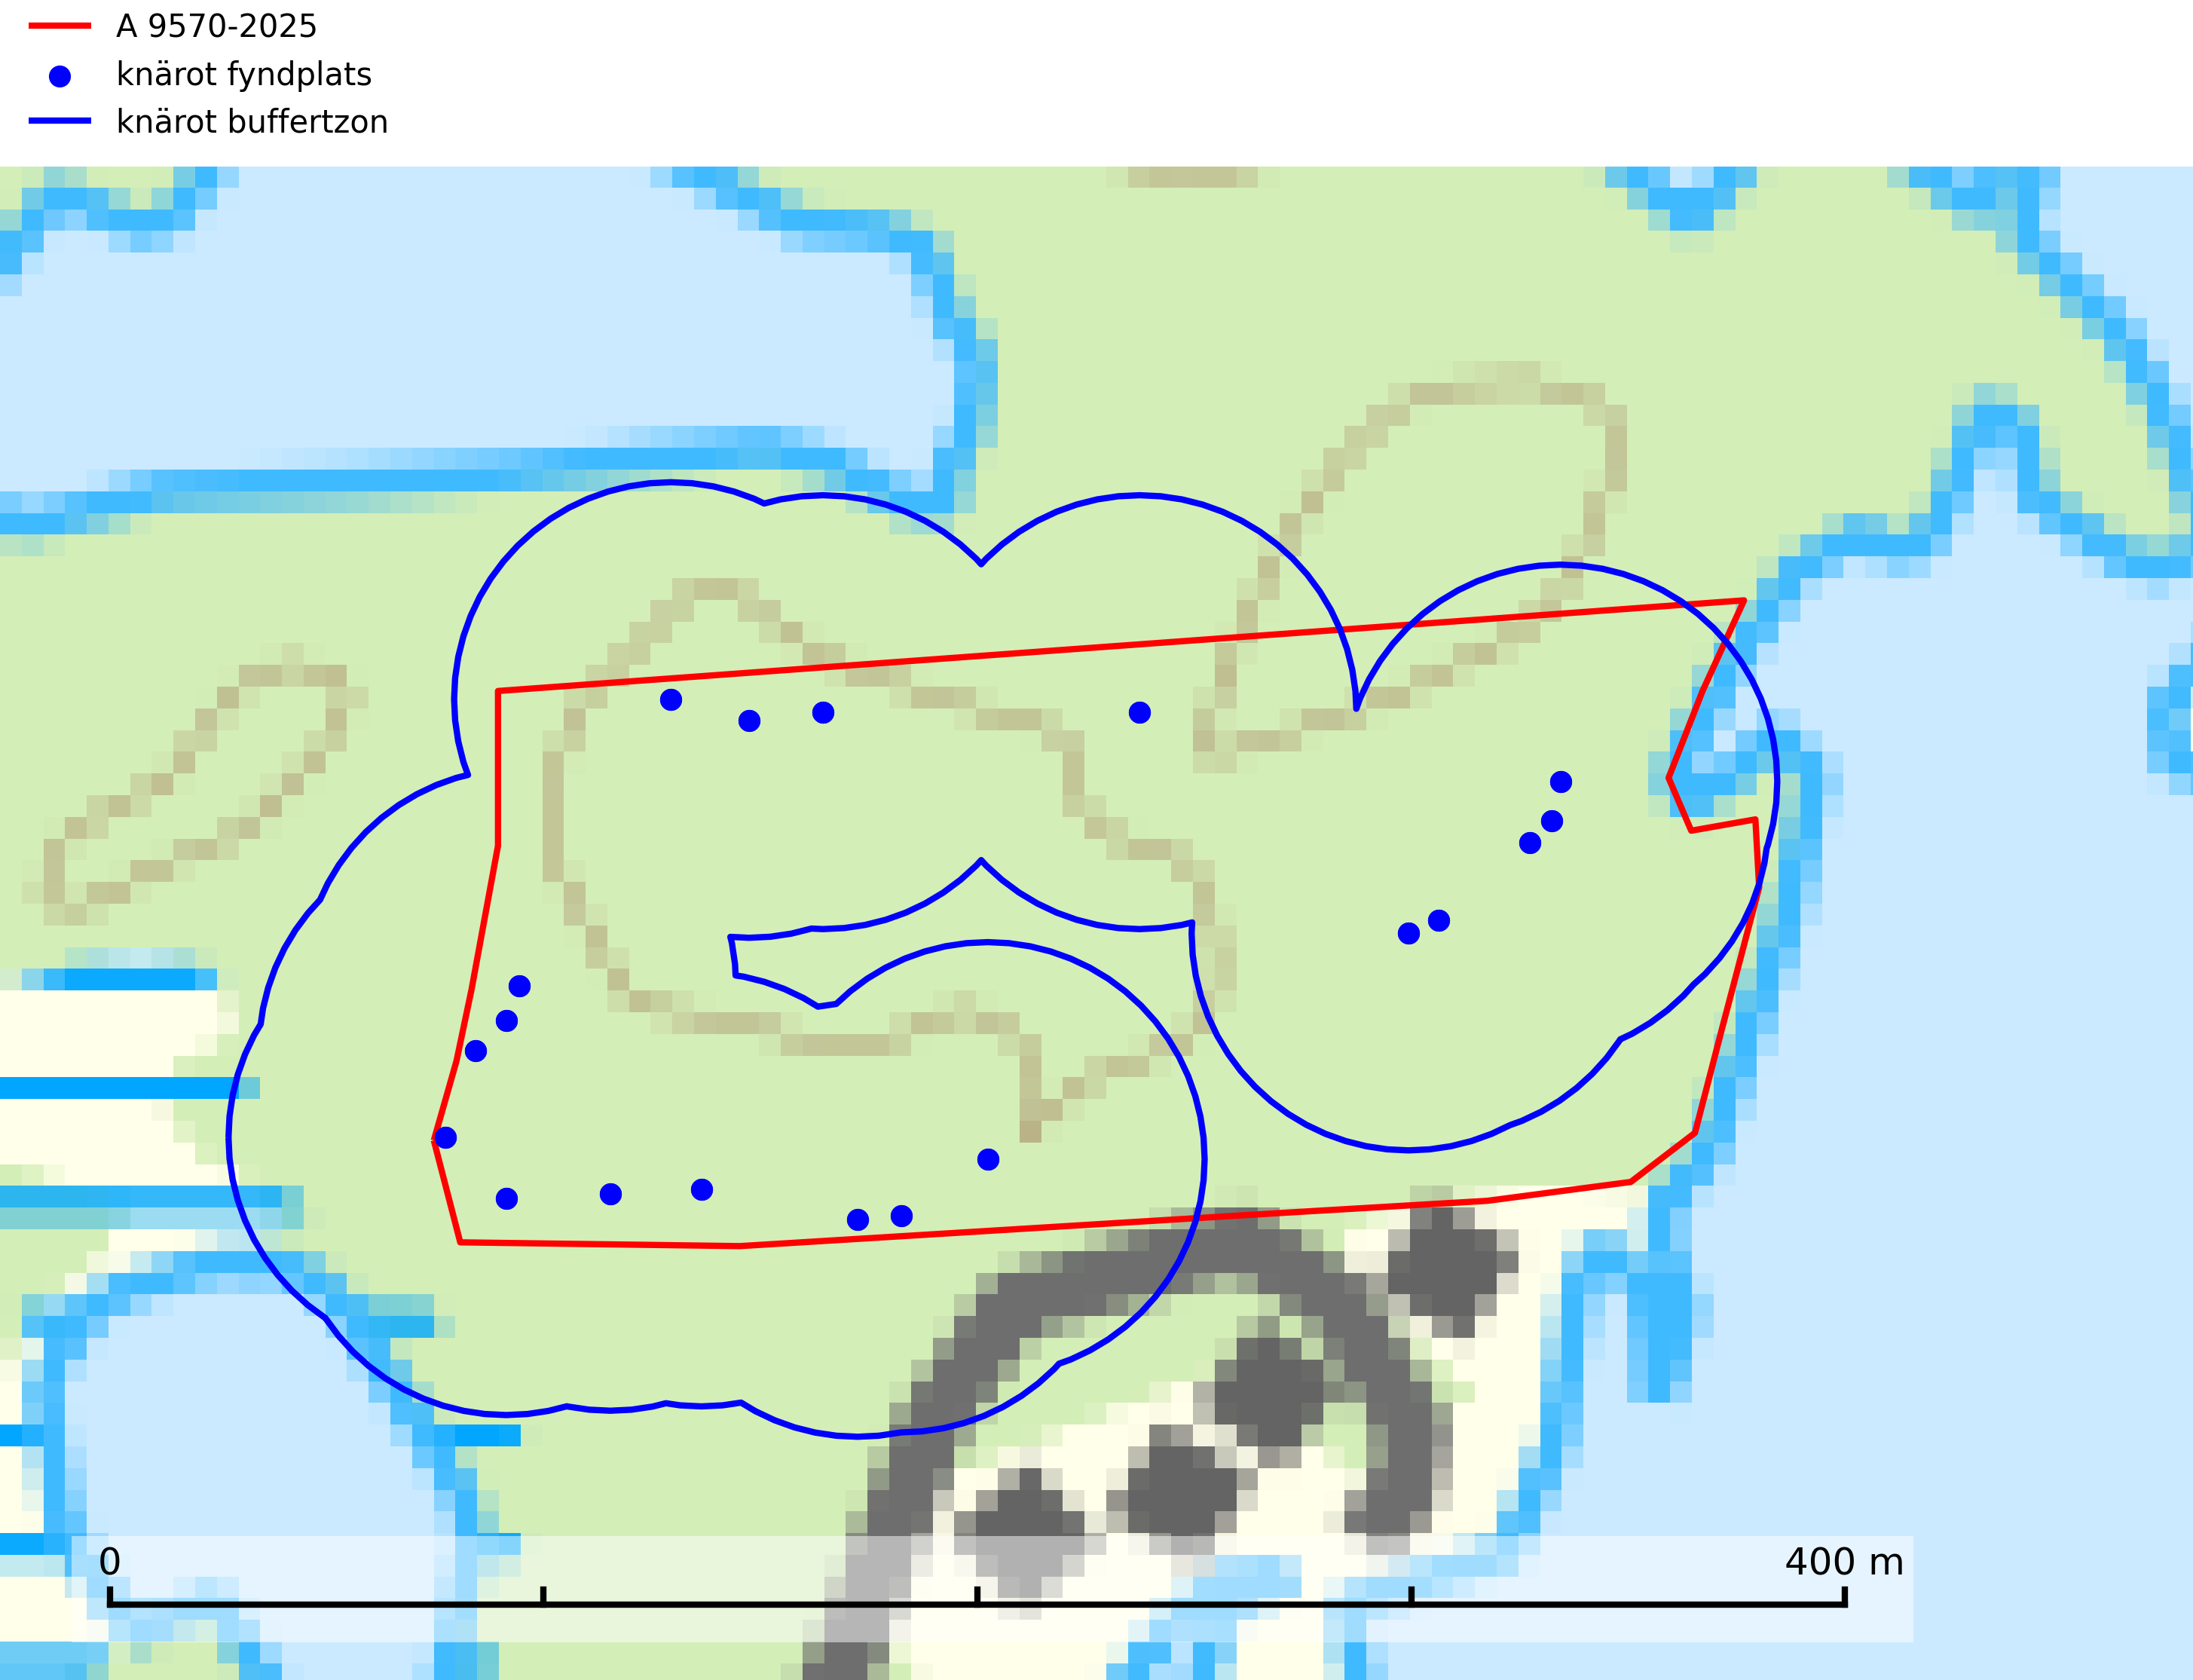 A 9570-2025
knärot fyndplats
knärot buffertzon
0
400 m